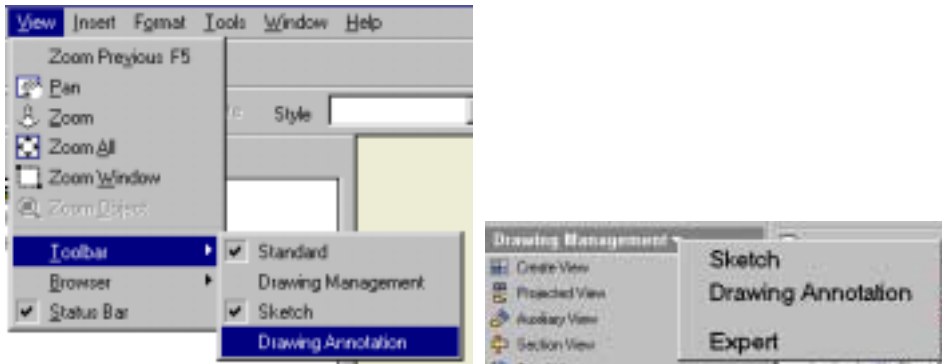 View Insert Format Tools Window Help
Zoom Previous F5
Pan
Zoom
Style
Zoom All
Zoom Window
Zoom Object
Toolbar
Browser
Status Bar
Standard
Drawing Management
Sketch
Drawing Annotation
Drawing Management
Create View
Projected View
Auxiliary View
Section View
Sketch
Drawing Annotation
Expert